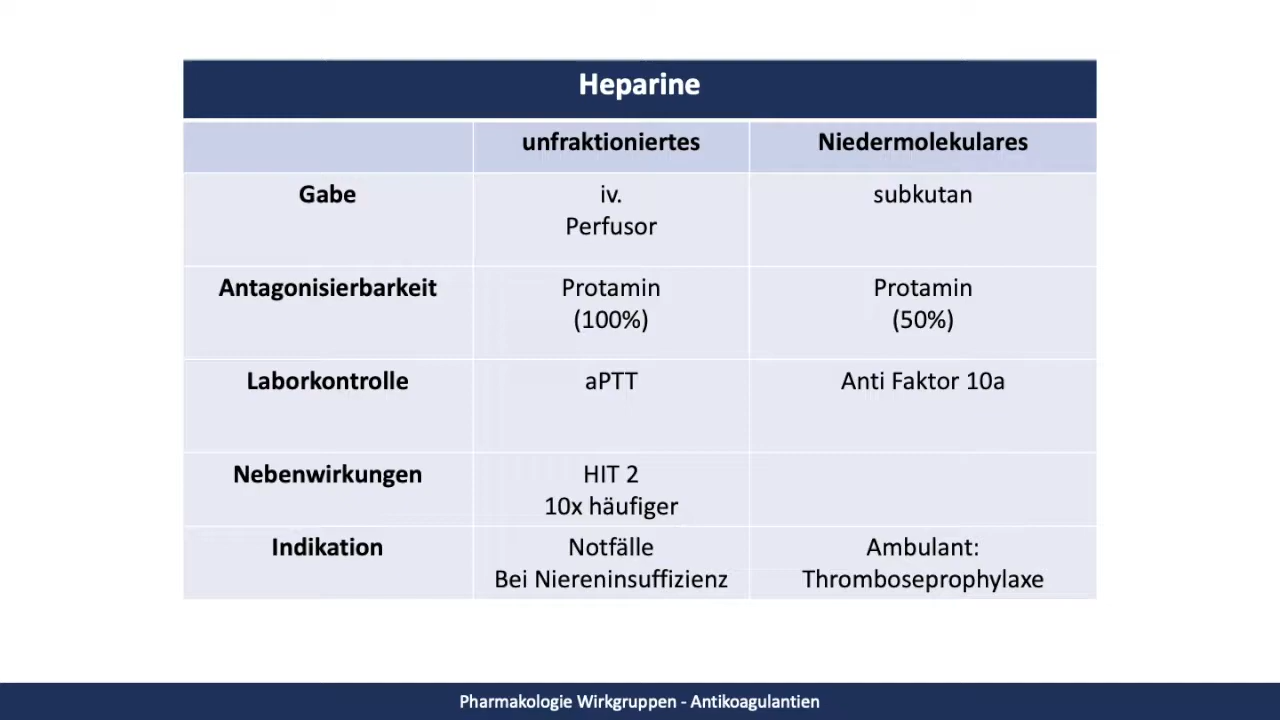 Heparine
unfraktioniertes Niedermolekulares
Gabe iv. subkutan
Perfusor
Antagonisierbarkeit Protamin Protamin
(100%) (50%)
Laborkontrolle aPTT Anti Faktor 10a
Nebenwirkungen HIT 2
10x häufiger
Indikation Notfälle Ambulant:
Bei Niereninsuffizienz Thromboseprophylaxe
Pharmakologie Wirkgruppen - Antikoagulantien